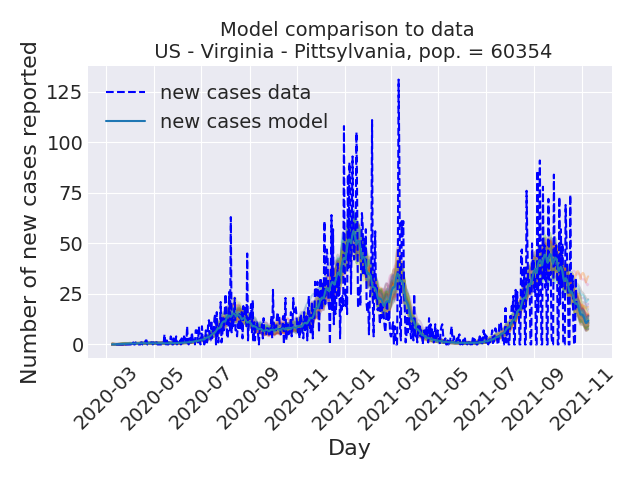 Model comparison to data
US - Virginia - Pittsylvania, pop. = 60354
Number of new cases reported
125
100
75
50
25
0
new cases data
new cases model
2020-03
2020-05
2020-07
2020-09
2020-11
2021-01
2021-03
2021-05
2021-07
2021-09
2021-11
Day